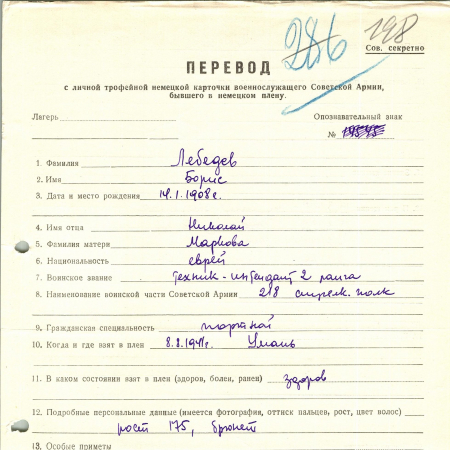 286 198
Сов. секретно
ПЕРЕВОД
с личной трофейной немецкой карточки военнослужащего Советской Армии,
бывшего в немецком плену.
Лагерь Опознавательный знак
№
1. Фамилия Лебедев
2. Имя Борис
3. Дата и место рождения 14.1.1908 г.
4. Имя отца Николай
5. Фамилия матери Маркова
6. Национальность еврей
7. Воинское звание техник-интендант 2 ранга
8. Наименование воинской части Советской Армии 218 стрелк. полк
9. Гражданская специальность портной
10. Когда и где взят в плен 8.8.1941г. Умань
11. В каком состоянии взят в плен (здоров, болен, ранен) здоров
12. Подробные персональные данные (имеется фотография, оттиск пальцев, рост, цвет волос)
рост 175, брюнет
13. Особые приметы